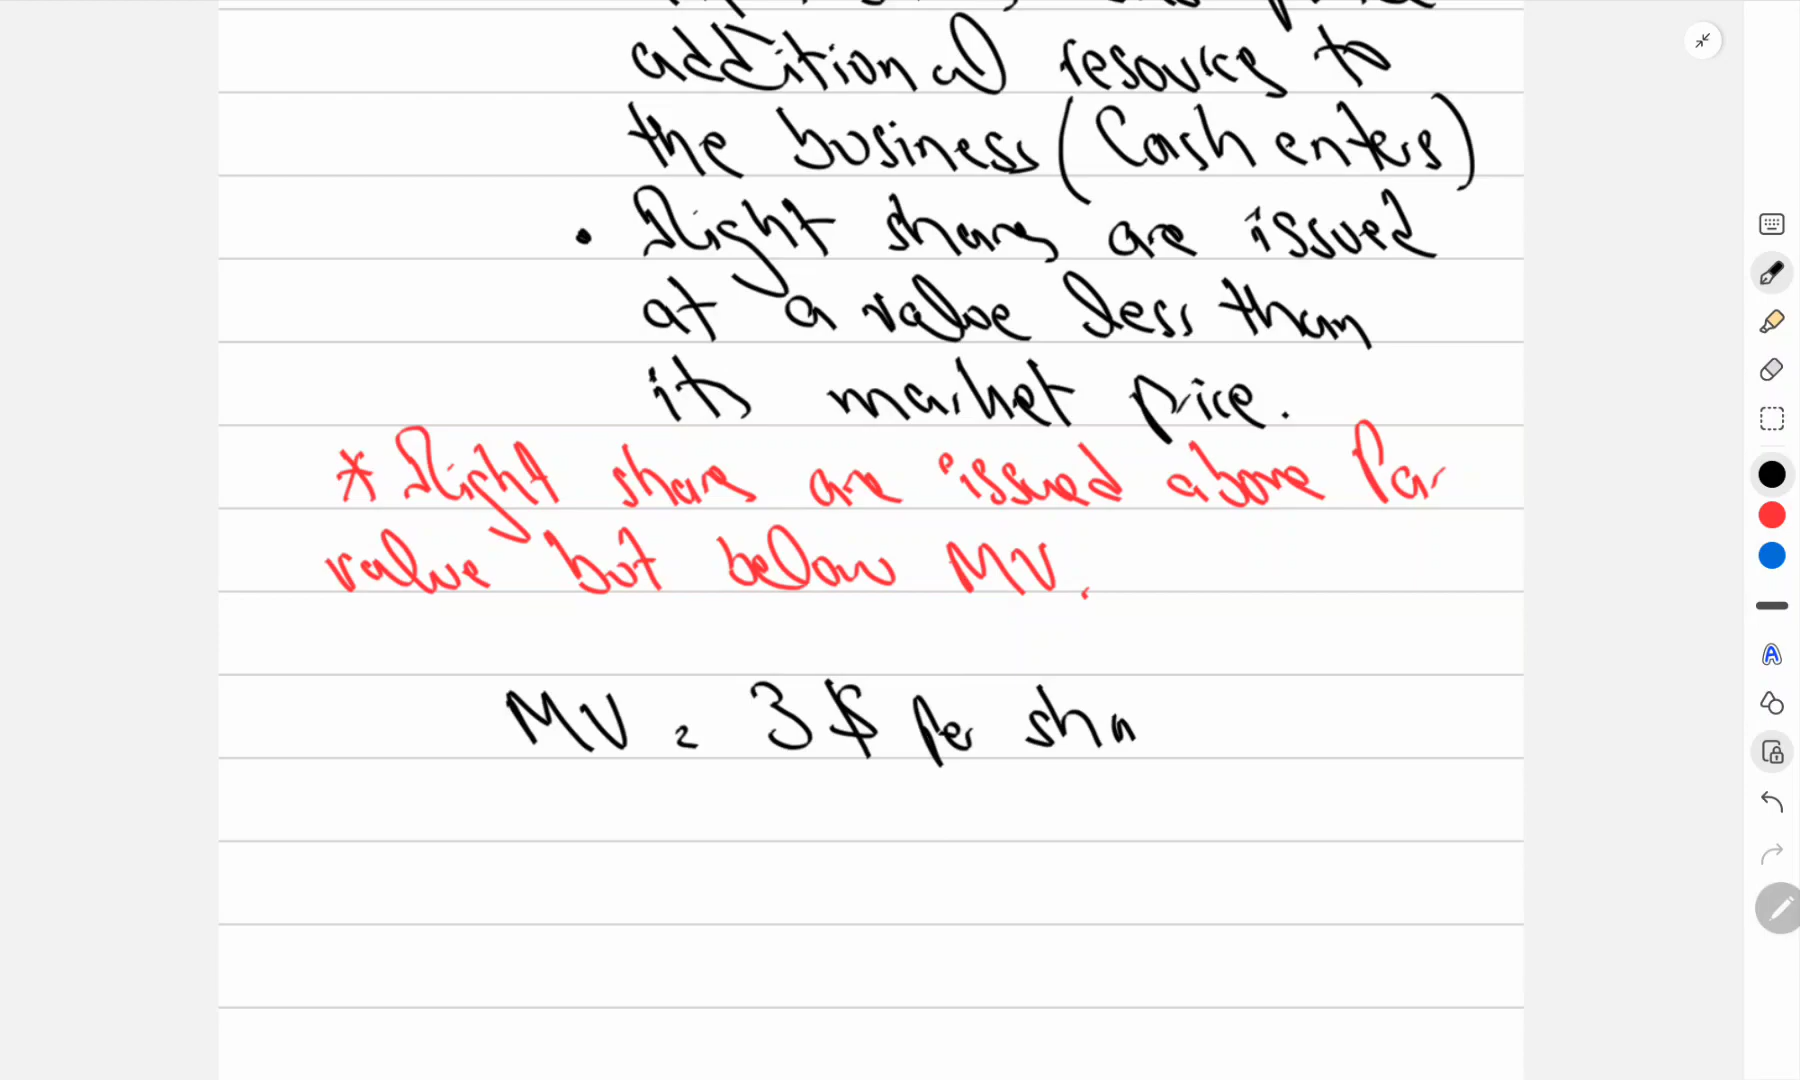 additional resources to
the business (Cash enters)
• Right shares are issued
at a value less than
its market price.
* Right shares are issued above Par
value but below MV.
MV = 3$ Per sha